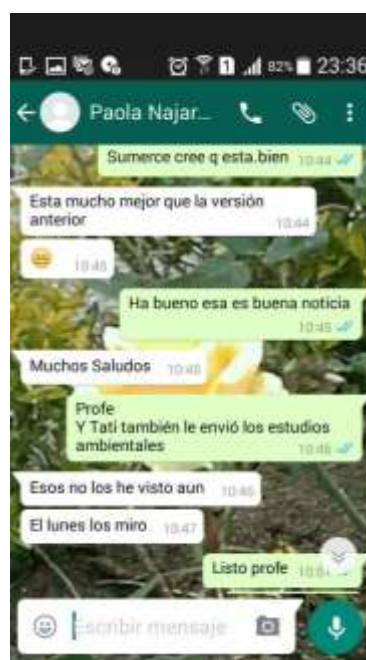 82% 23:36
Paola Najar...
Sumerce cree q esta.bien 10:44
Esta mucho mejor que la versión
anterior
10:44
10:45
Ha bueno esa es buena noticia
10:45
Muchos Saludos 10:45
Profe
Y Tati también le envió los estudios
ambientales
10:46
Esos no los he visto aun 10:46
El lunes los miro 10:47
Listo profe
Escribir mensaje